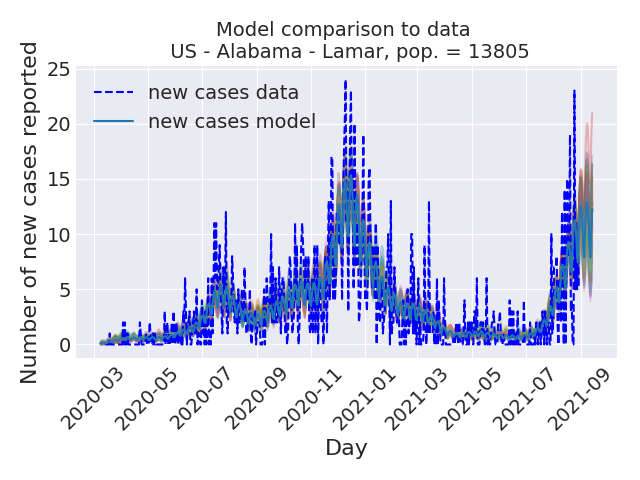 Model comparison to data
US - Alabama - Lamar, pop. = 13805
Number of new cases reported
25
20
15
10
5
0
new cases data
new cases model
2020-03
2020-05
2020-07
2020-09
2020-11
2021-01
2021-03
2021-05
2021-07
2021-09
Day